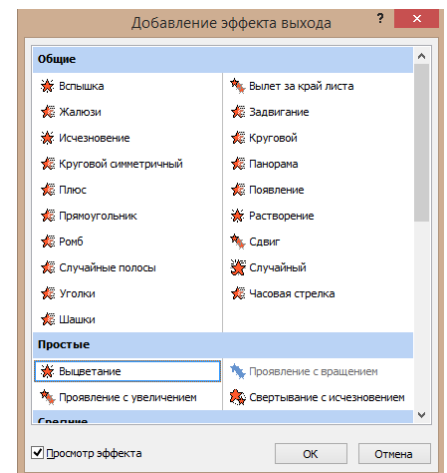 Добавление эффекта выхода ? ×
Общие
Вспышка Вылет за край листа
Жалюзи Задвигание
Исчезновение Круговой
Круговой симметричный Панорама
Плюс Появление
Прямоугольник Растворение
Ромб Сдвиг
Случайные полосы Случайный
Уголки Часовая стрелка
Шашки
Простые
Выцветание Проявление с вращением
Проявление с увеличением Свертывание с исчезновением
Средние
Просмотр эффекта ОК Отмена